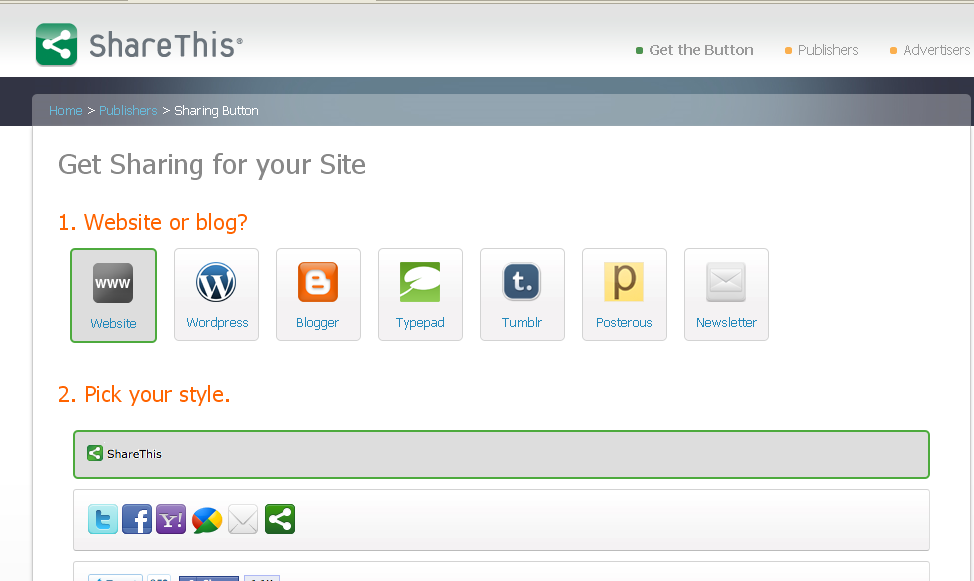 ShareThis®
Get the Button Publishers Advertisers
Home > Publishers > Sharing Button
Get Sharing for your Site
1. Website or blog?
www
Website Wordpress Blogger Typepad Tumblr Posterous Newsletter
2. Pick your style.
ShareThis